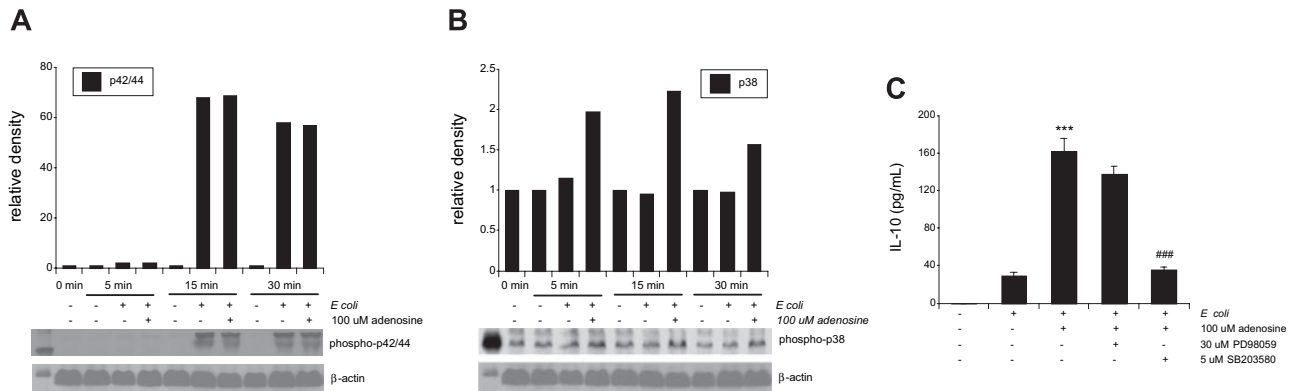 A
relative density
80
60
40
20
0
p42/44
0 min 5 min 15 min 30 min
- - + + - + + - + + E coli
- - - + - - + - - + 100 uM adenosine
phospho-p42/44
β-actin
B
relative density
2.5
2
1.5
1
0.5
0
p38
0 min 5 min 15 min 30 min
- - + + - + + - + + E coli
- - - + - - + - - + 100 uM adenosine
phospho-p38
β-actin
C
IL-10 (pg/mL)
200
160
120
80
40
0
***
###
- + + + + E coli
- - + + + 100 uM adenosine
- - - + - 30 uM PD98059
- - - - + 5 uM SB203580